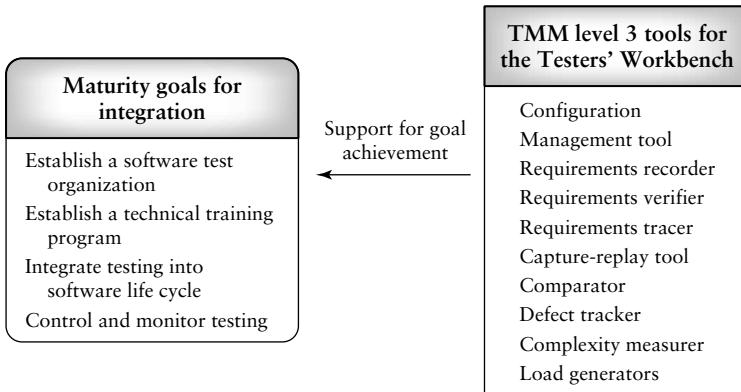 Maturity goals for
integration
Establish a software test
organization
Establish a technical training
program
Integrate testing into
software life cycle
Control and monitor testing
Support for goal
achievement
TMM level 3 tools for
the Testers’ Workbench
Configuration
Management tool
Requirements recorder
Requirements verifier
Requirements tracer
Capture-replay tool
Comparator
Defect tracker
Complexity measurer
Load generators